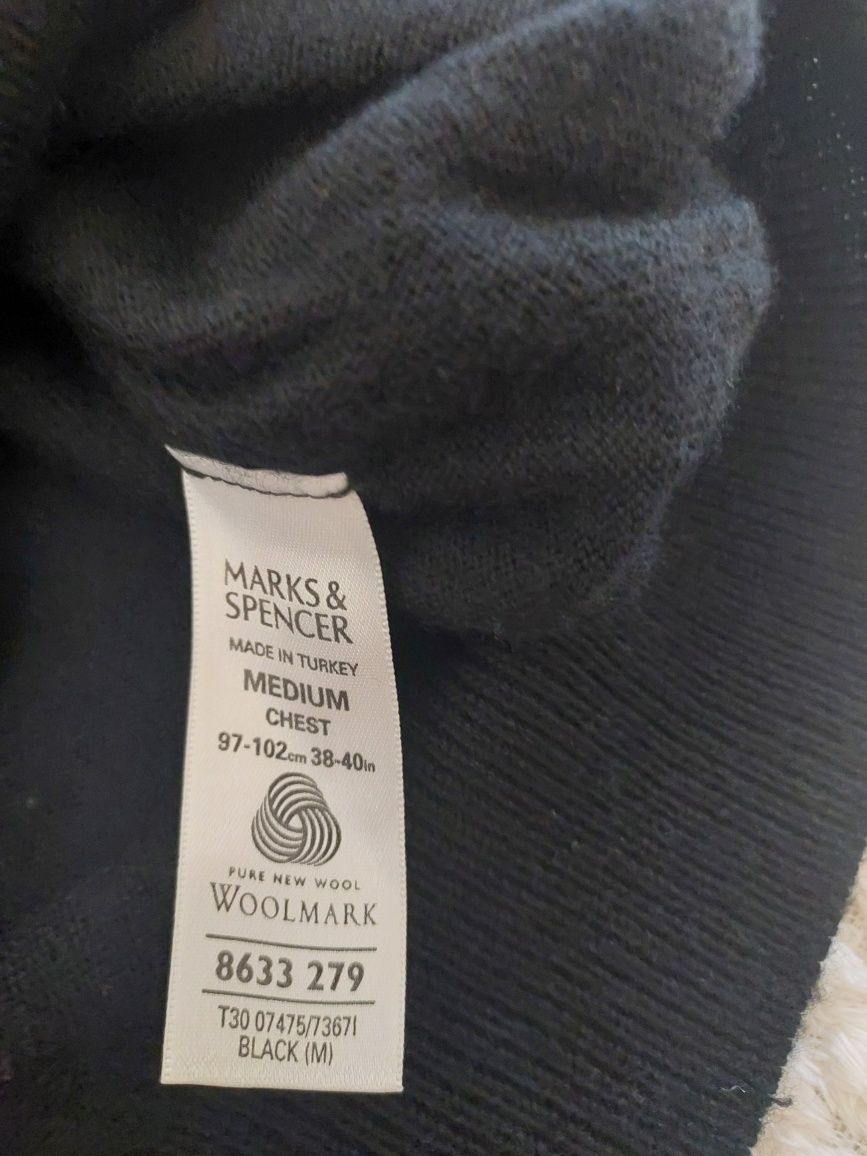 MARKS &
SPENCER
MADE IN TURKEY
MEDIUM
CHEST
97-102cm 38-40in
PURE NEW WOOL
WOOLMARK
8633 279
T30 07475/7367I
BLACK (M)